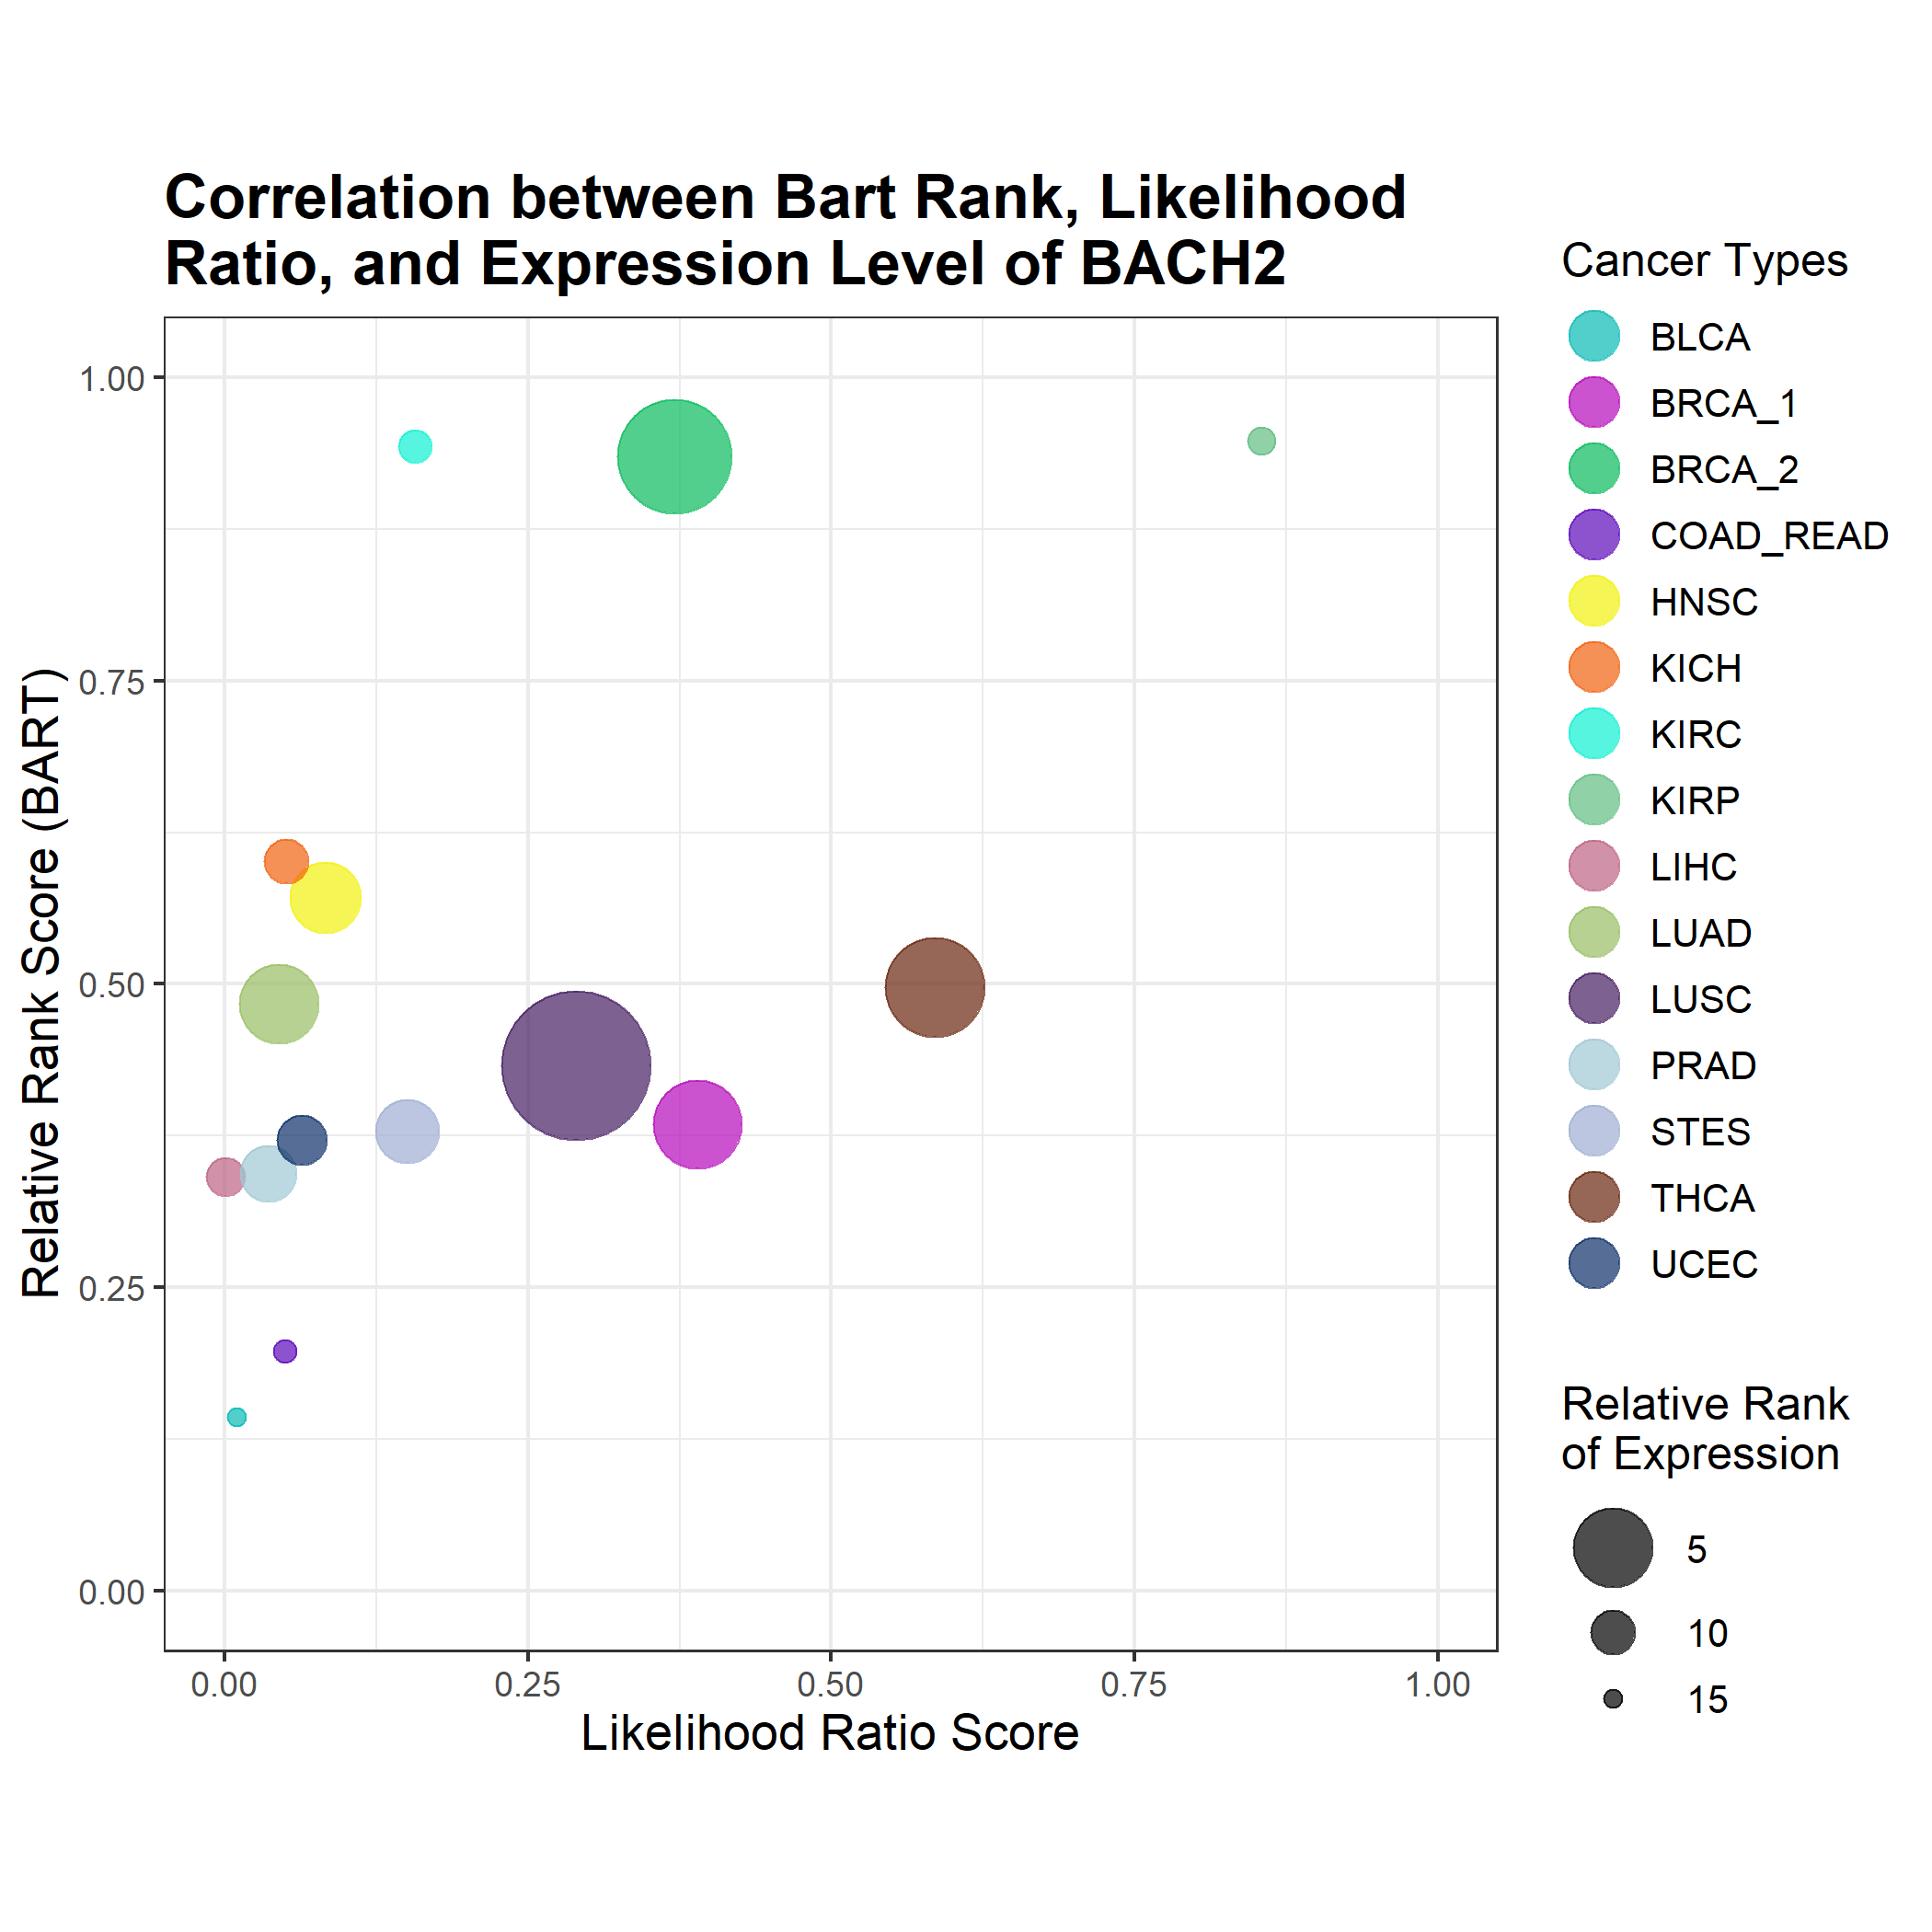 Correlation between Bart Rank, Likelihood
Ratio, and Expression Level of BACH2
Relative Rank Score (BART)
1.00
0.75
0.50
0.25
0.00
0.00 0.25 0.50 0.75 1.00
Likelihood Ratio Score
Cancer Types
BLCA
BRCA_1
BRCA_2
COAD_READ
HNSC
KICH
KIRC
KIRP
LIHC
LUAD
LUSC
PRAD
STES
THCA
UCEC
Relative Rank
of Expression
5
10
15